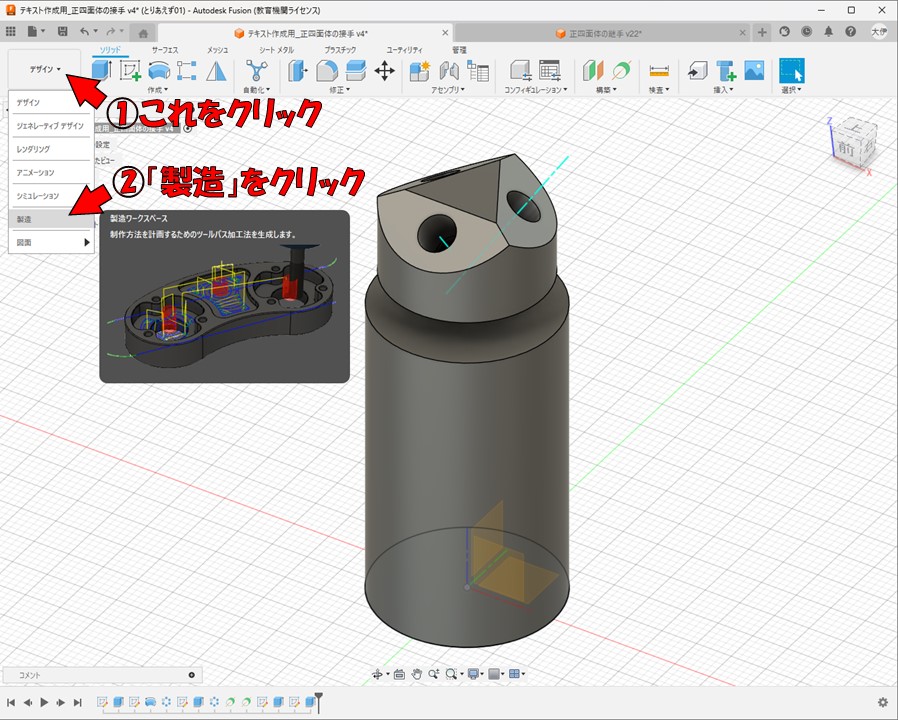 テキスト作成用_正四面体の接手 v4* (とりあえず01) - Autodesk Fusion (教育機関ライセンス)
テキスト作成用_正四面体の接手 v4*
正四面体の継手 v22*
大伊
デザイン
ソリッド
サーフェス
メッシュ
シート メタル
プラスチック
ユーティリティ
管理
作成
自動化
修正
アセンブリ
コンフィギュレーション
構築
検査
挿入
選択
①これをクリック
デザイン
ジェネレーティブ デザイン
レンダリング
アニメーション
シミュレーション
製造
図面
成用_正四面体の接手 v4
設定
たビュー
②「製造」をクリック
製造ワークスペース
制作方法を計画するためのツールパス加工法を生成します。
Z
上
前
X
コメント